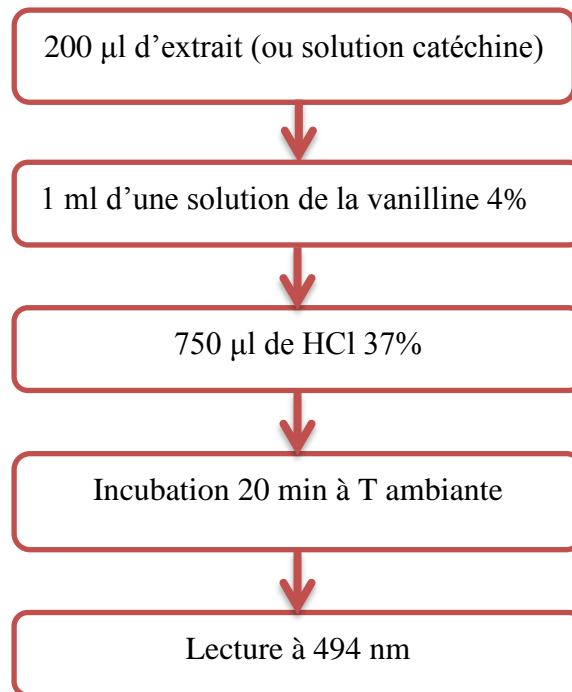 200 µl d’extrait (ou solution catéchine)
1 ml d’une solution de la vanilline 4%
750 µl de HCl 37%
Incubation 20 min à T ambiante
Lecture à 494 nm